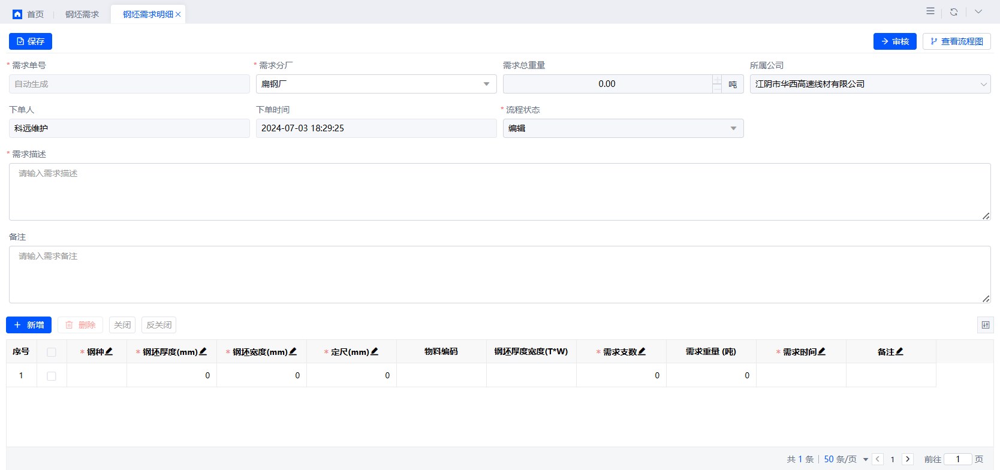 首页 钢坯需求 钢坯需求明细
保存 审核 查看流程图
* 需求单号 * 需求分厂 需求总重量 所属公司
自动生成 扁钢厂 0.00 吨 江阴市华西高速线材有限公司
下单人 下单时间 * 流程状态
科远维护 2024-07-03 18:29:25 编辑
* 需求描述
请输入需求描述
备注
请输入需求备注
新增 删除 关闭 反关闭
序号 * 钢种 * 钢坯厚度(mm) * 钢坯宽度(mm) * 定尺(mm) 物料编码 钢坯厚度宽度(T*W) * 需求支数 需求重量 (吨) * 需求时间 备注
1 0 0 0 0 0
共 1 条 50 条/页 1 前往 1 页